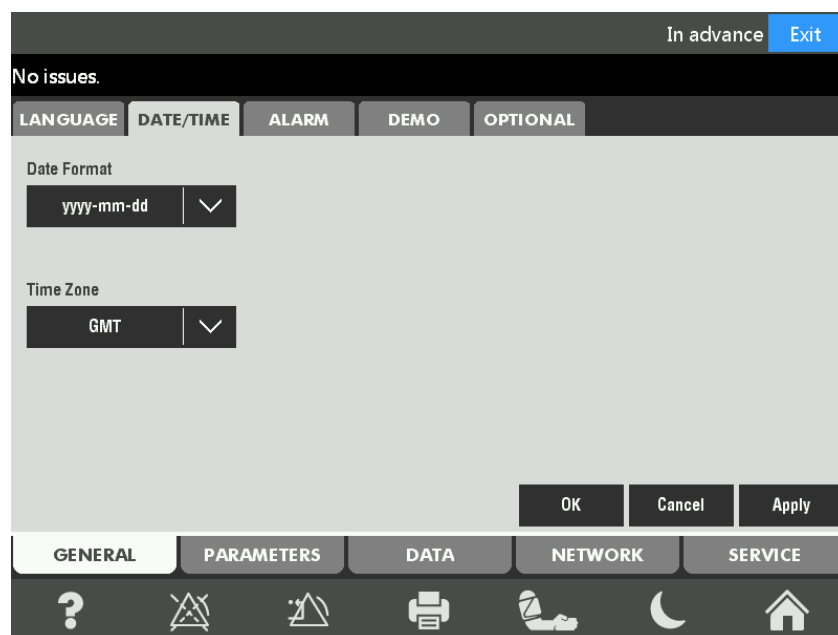 In advance Exit
No issues.
LANGUAGE DATE/TIME ALARM DEMO OPTIONAL
Date Format
yyyy-mm-dd
Time Zone
GMT
OK Cancel Apply
GENERAL PARAMETERS DATA NETWORK SERVICE
?